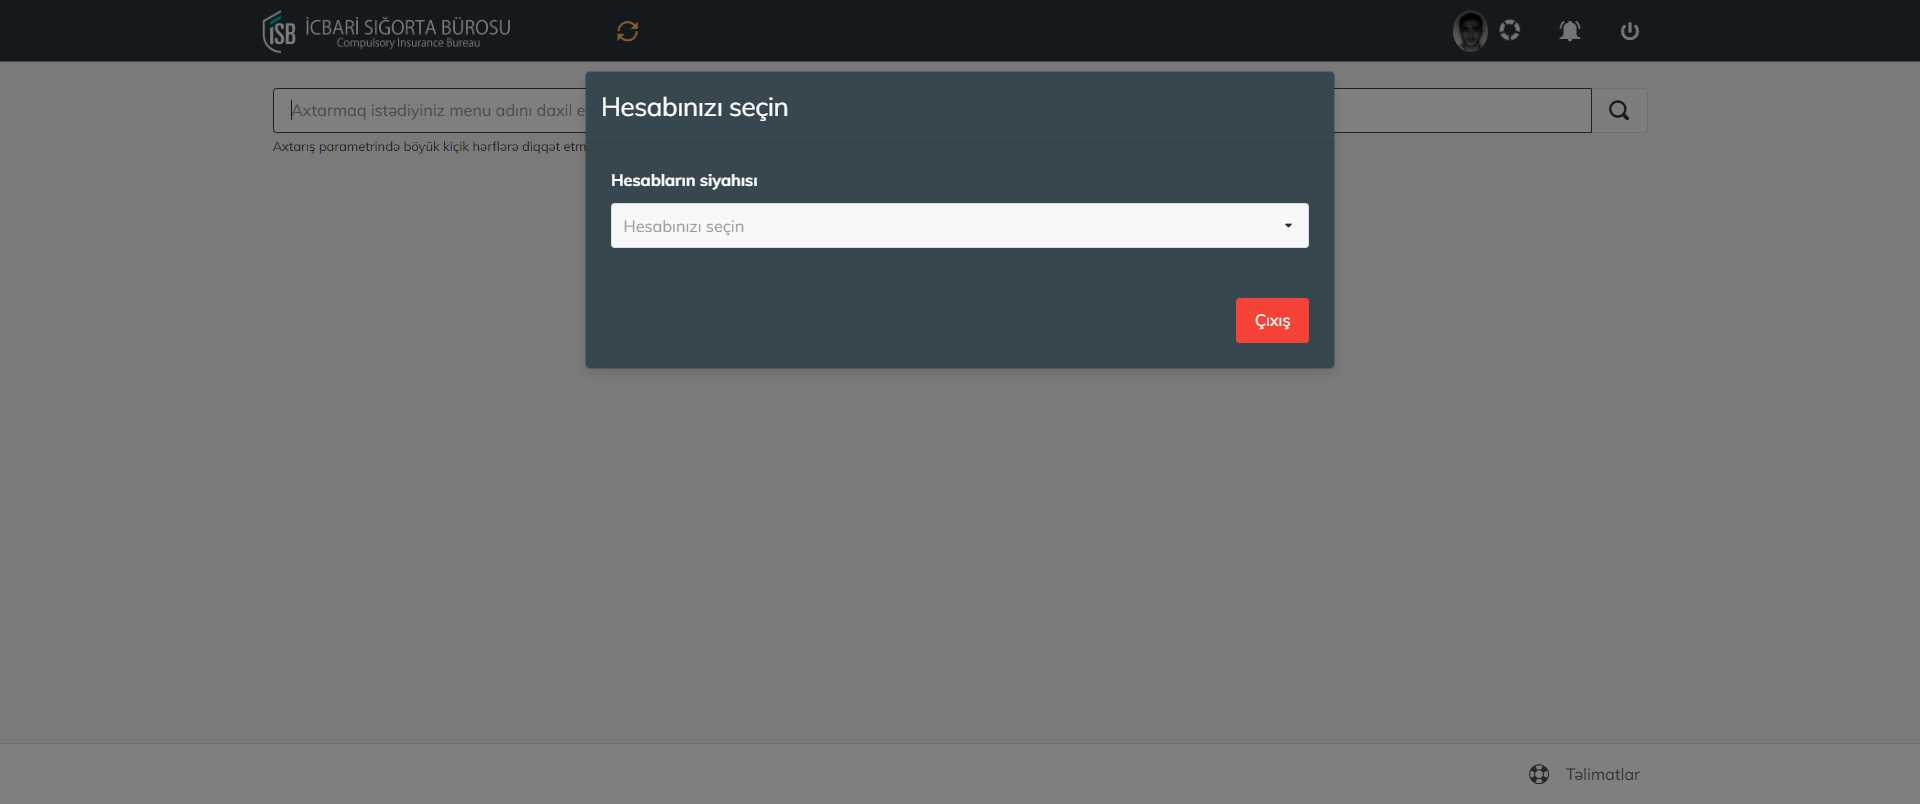 İSB İCBARİ SIĞORTA BÜROSU
Compulsory Insurance Bureau
Hesabınızı seçin
Axtarmaq istədiyiniz menu adını daxil e
Axtarış parametrində böyük kiçik hərflərə diqqət etm
Hesabların siyahısı
Hesabınızı seçin
Çıxış
Təlimatlar